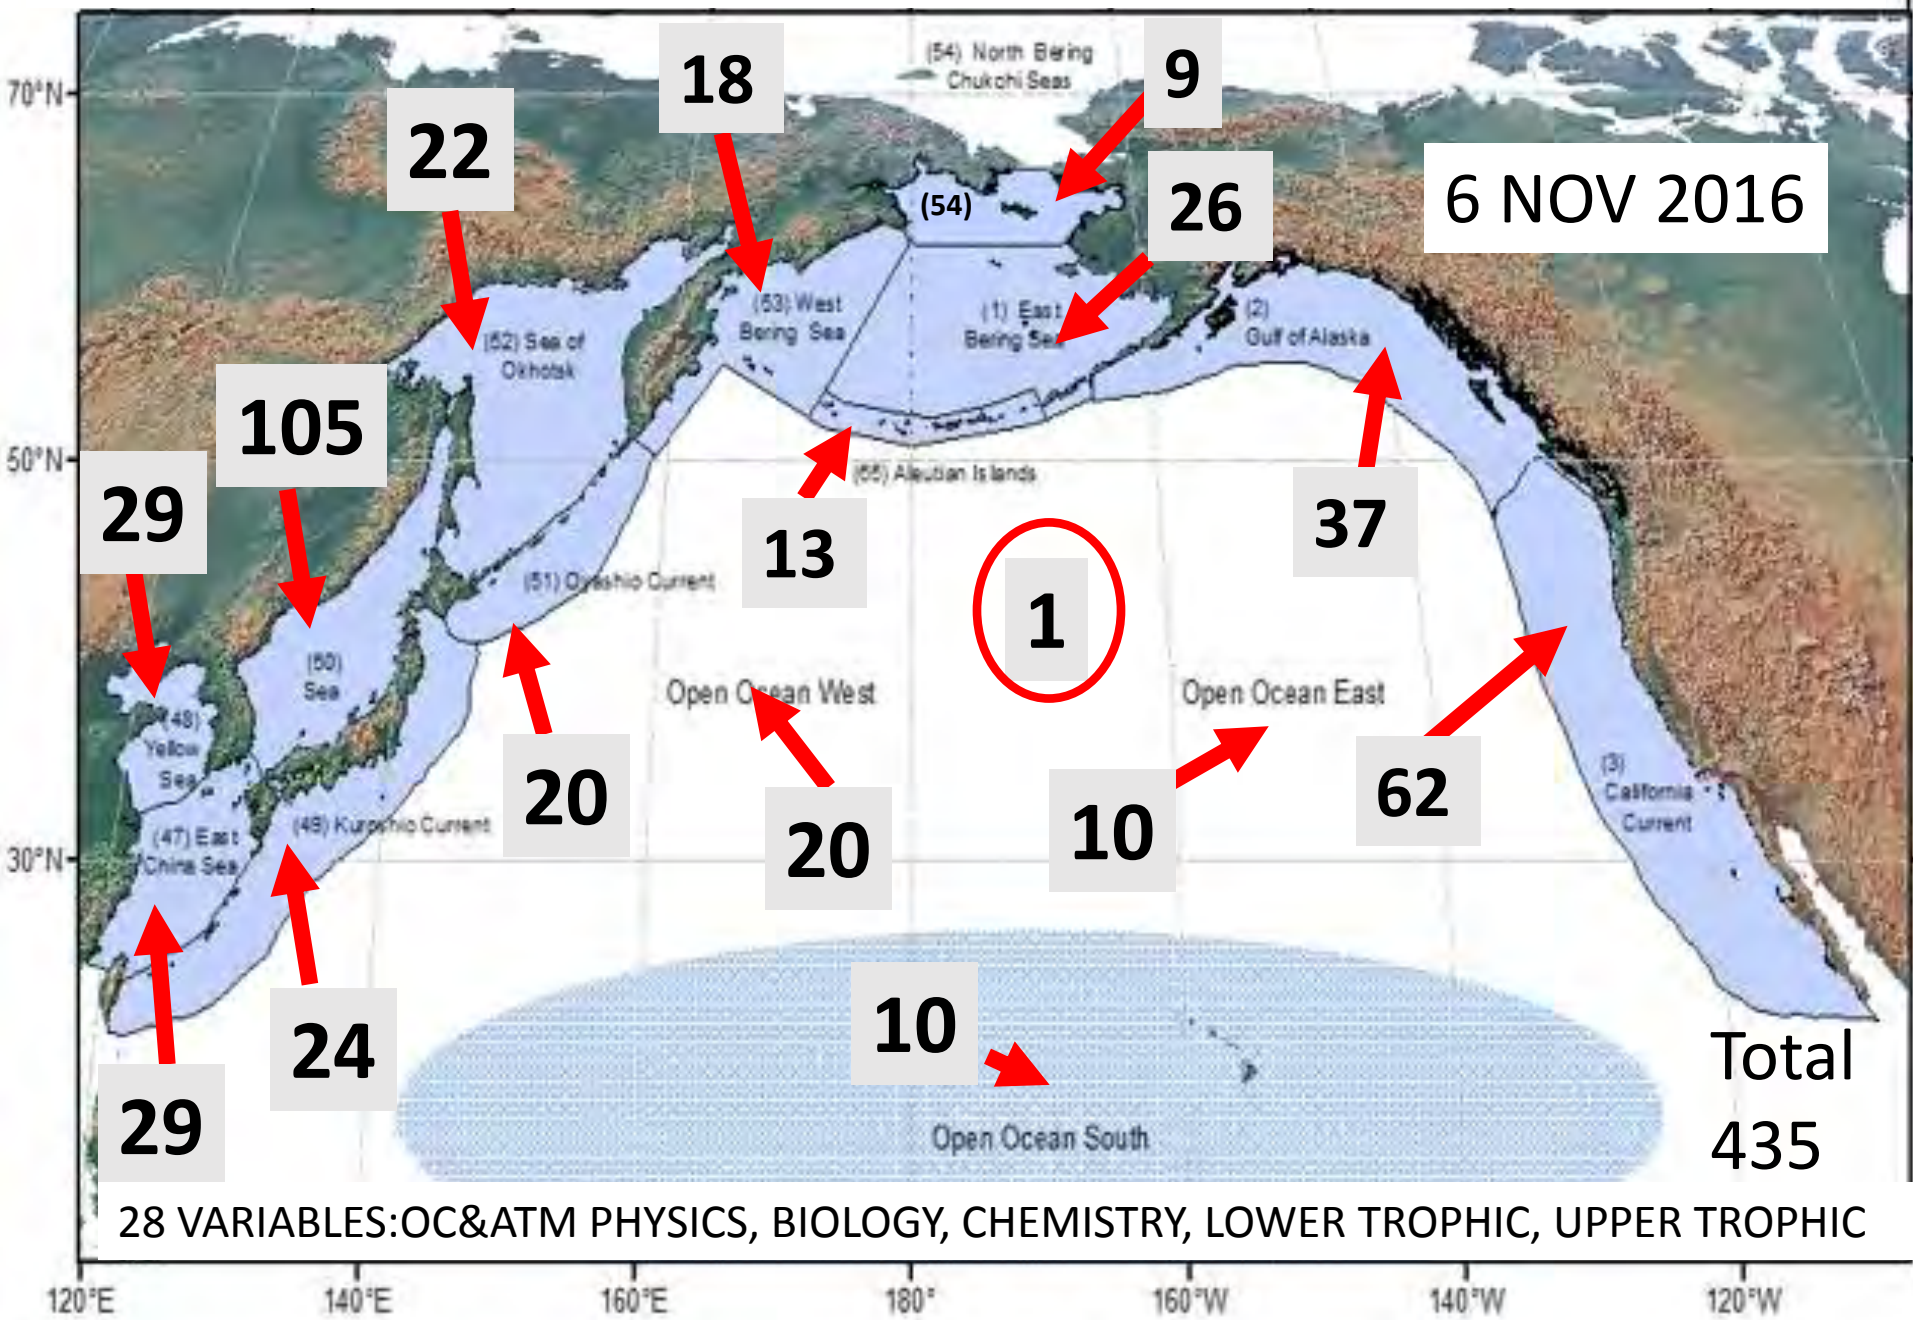 (54) North Bering
Chukchi Seas
70°N
18
9
22
6 NOV 2016
26
(54)
(53) West
Bering Sea
(1) East
Bering Sea
(2)
Gulf of Alaska
(52) Sea of
Okhotsk
105
50°N
(55) Aleutian Islands
29
13
37
(51) Oyashio Current
1
(50)
Sea
Open Ocean West
Open Ocean East
(48)
Yellow
Sea
20
20
10
62
(3)
California
Current
(49) Kuroshio Current
(47) East
China Sea
30°N
24
10
Total
435
29
Open Ocean South
28 VARIABLES:OC&ATM PHYSICS, BIOLOGY, CHEMISTRY, LOWER TROPHIC, UPPER TROPHIC
120°E
140°E
160°E
180°
160°W
140°W
120°W